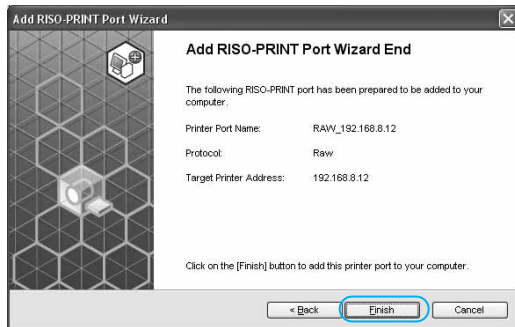 Add RISO-PRINT Port Wizard
Add RISO-PRINT Port Wizard End
The following RISO-PRINT port has been prepared to be added to your
computer.
Printer Port Name: RAW_192.168.8.12
Protocol: Raw
Target Printer Address: 192.168.8.12
Click on the [Finish] button to add this printer port to your computer.
< Back Finish Cancel